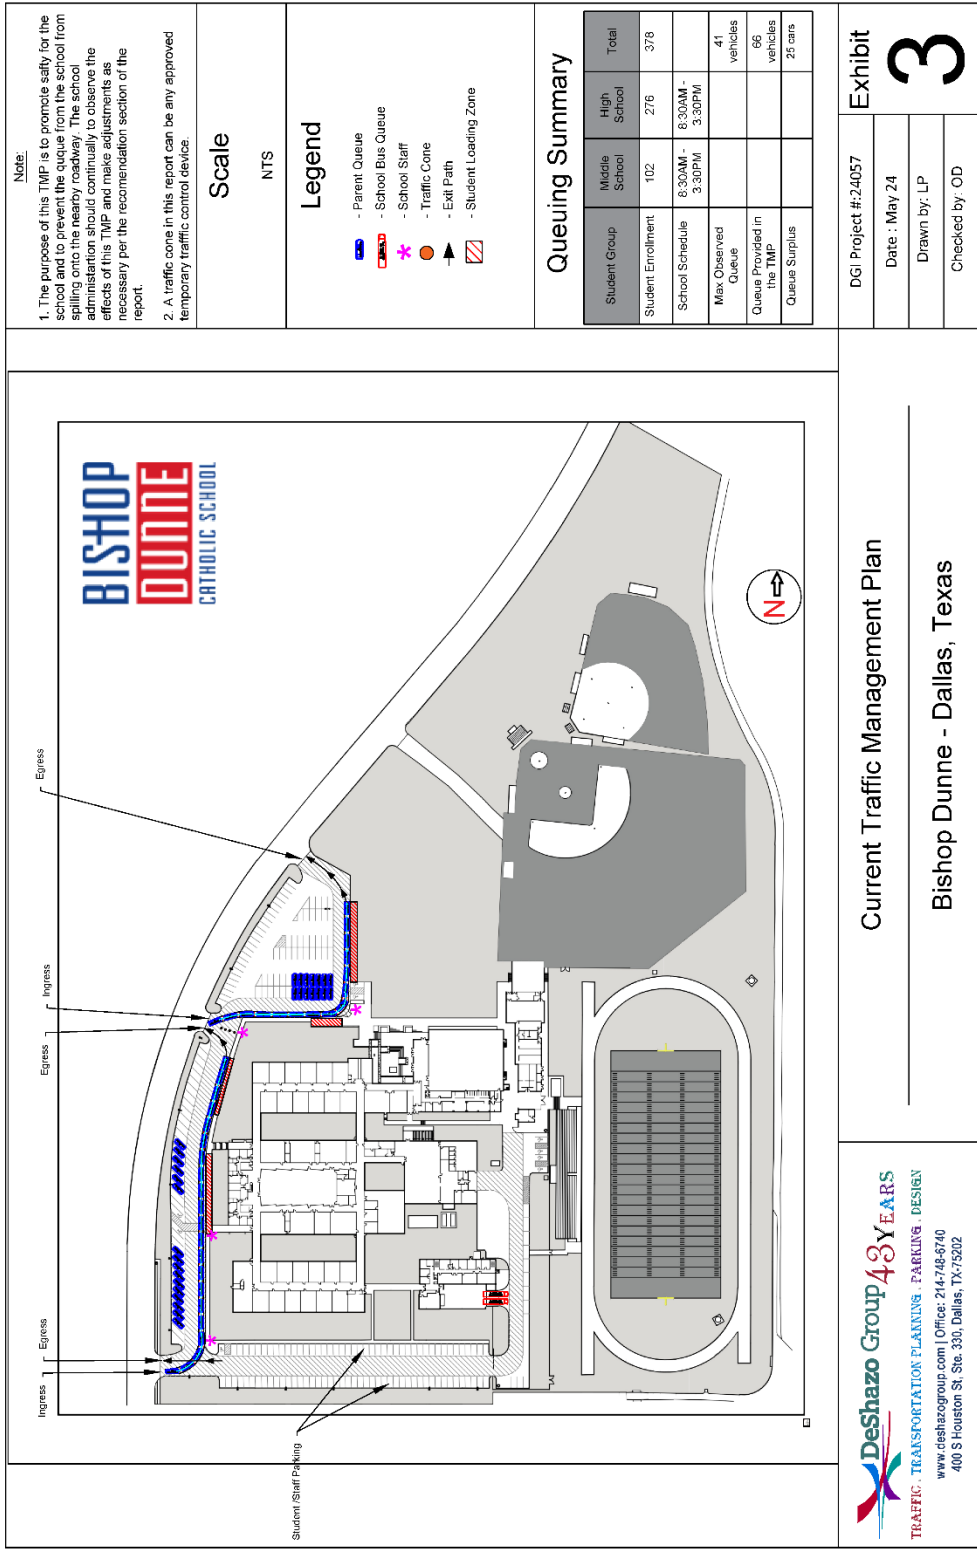 Note:
1. The purpose of this TMP is to promote safty for the
school and to prevent the ququе from the school from
spilling onto the nearby roadway. The school
administartion should continually to observe the
effects of this TMP and make adjustments as
necessary per the recomendation section of the
report.
2. A traffic cone in this report can be any approved
temporary trafffic control device.
Scale
NTS
Legend
- Parent Queue
- School Bus Queue
- School Staff
- Traffic Cone
- Exit Path
- Student Loading Zone
Queuing Summary
Student Group Middle School High School Total
Student Enrollment 102 276 378
School Schedule 8:30AM - 3:30PM 8:30AM - 3:30PM
Max Observed Queue 41 vehicles
Queue Provided in the TMP 66 vehicles
Queue Surplus 25 cars
DGI Project #:24057
Date : May 24
Drawn by: LP
Checked by: OD
Exhibit
3
BISHOP
DUNNE
CATHOLIC SCHOOL
Ingress
Egress
Egress
Ingress
Egress
Student /Staff Parking
N
Current Traffic Management Plan
Bishop Dunne - Dallas, Texas
DeShazo Group 43 YEARS
TRAFFIC . TRANSPORTATION PLANNING . PARKING . DESIGN
www.deshazogroup.com | Office: 214-748-6740
400 S Houston St, Ste. 330, Dallas, TX-75202